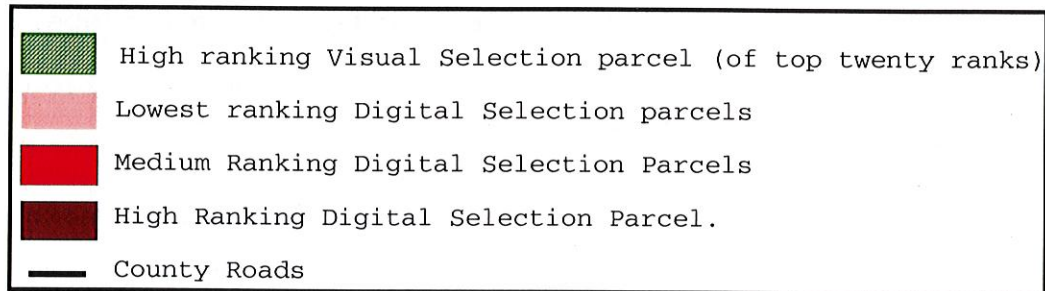 High ranking Visual Selection parcel (of top twenty ranks)
Lowest ranking Digital Selection parcels
Medium Ranking Digital Selection Parcels
High Ranking Digital Selection Parcel.
County Roads